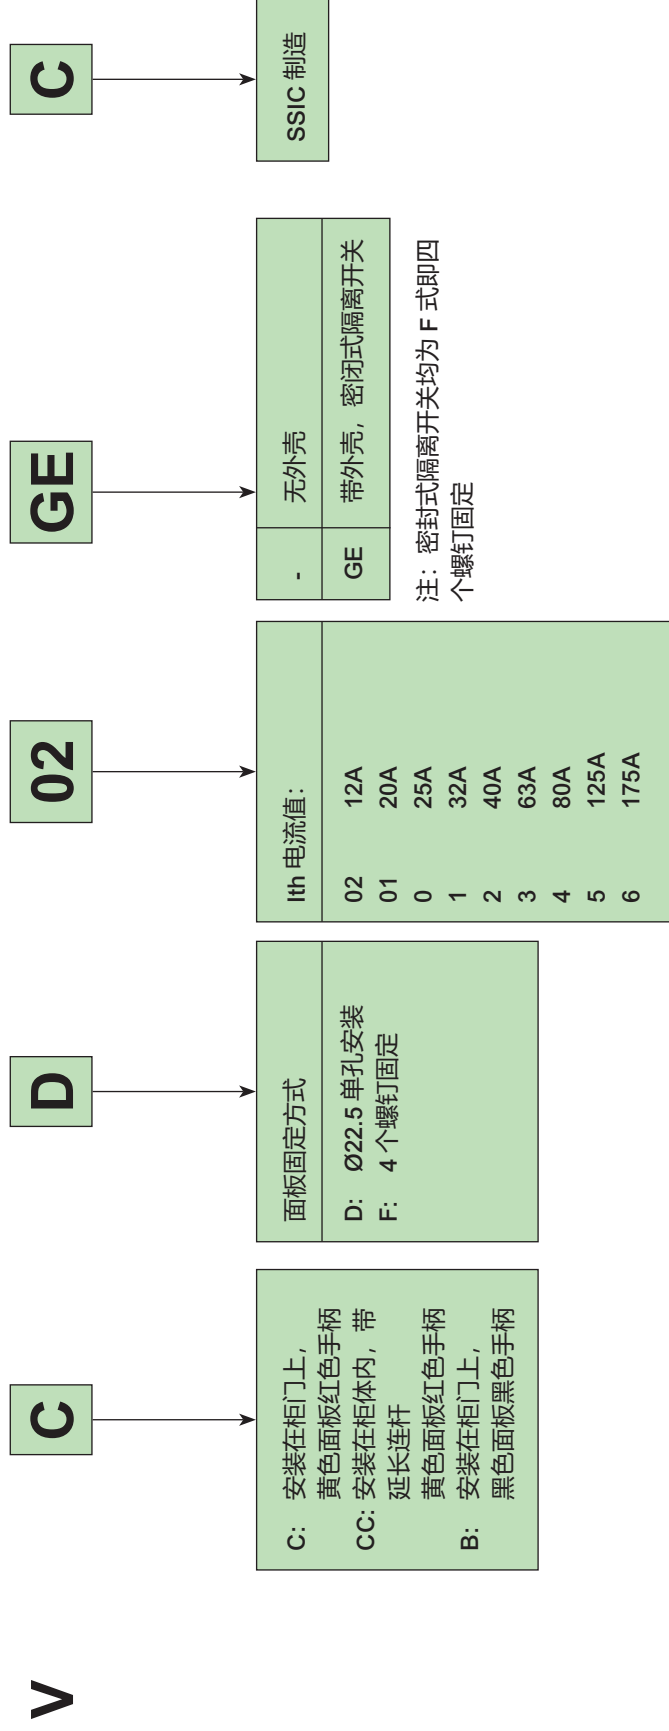 V
C
D
02
GE
C
C: 安装在柜门上，
黄色面板红色手柄
CC: 安装在柜体内，带
延长连杆
黄色面板红色手柄
B: 安装在柜门上，
黑色面板黑色手柄
面板固定方式
D: Ø22.5 单孔安装
F: 4 个螺钉固定
Ith 电流值：
02 12A
01 20A
0 25A
1 32A
2 40A
3 63A
4 80A
5 125A
6 175A
- 无外壳
GE 带外壳，密闭式隔离开关
注：密封式隔离开关均为 F 式即四
个螺钉固定
SSIC 制造